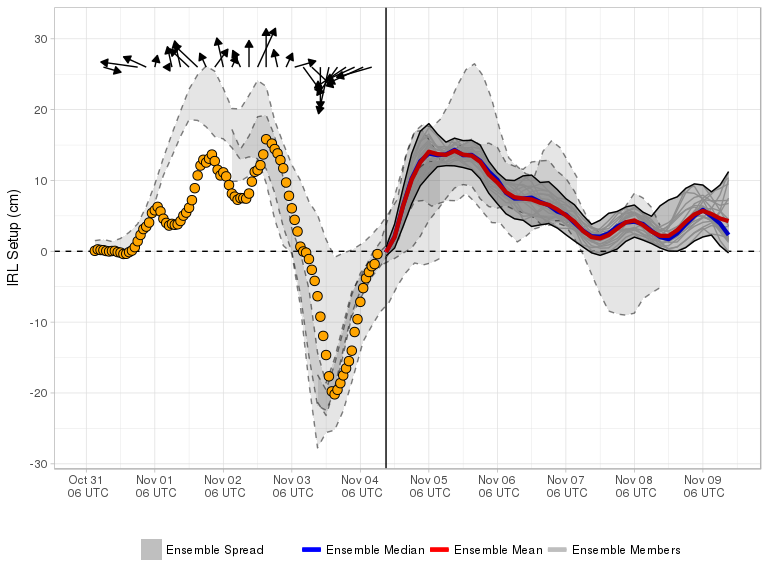 IRL Setup (cm)
30
20
10
0
-10
-20
-30
Oct 31 Nov 01 Nov 02 Nov 03 Nov 04 Nov 05 Nov 06 Nov 07 Nov 08 Nov 09
06 UTC 06 UTC 06 UTC 06 UTC 06 UTC 06 UTC 06 UTC 06 UTC 06 UTC 06 UTC
Ensemble Spread Ensemble Median Ensemble Mean Ensemble Members